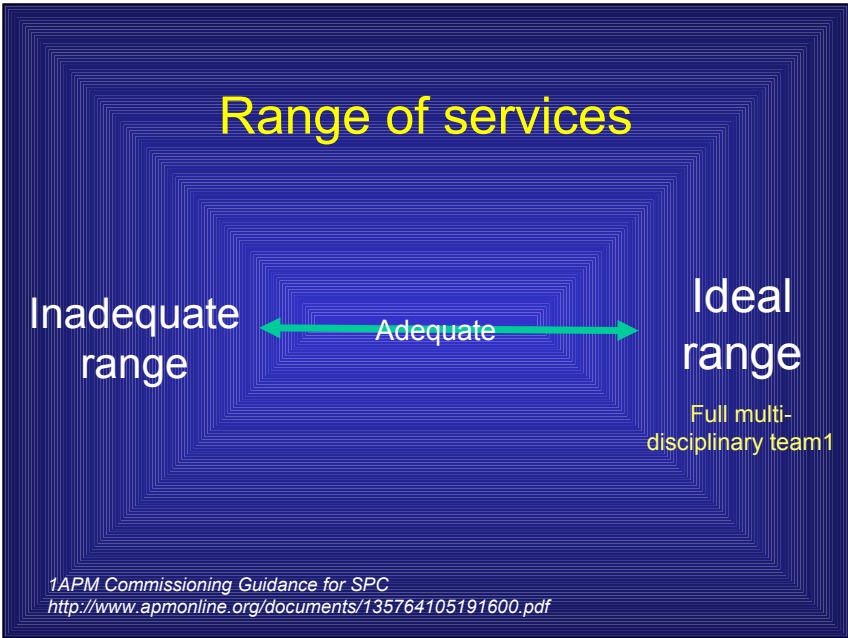 Range of services
Inadequate
range
Adequate
Ideal
range
Full multi-
disciplinary team1
1APM Commissioning Guidance for SPC
http://www.apmonline.org/documents/135764105191600.pdf